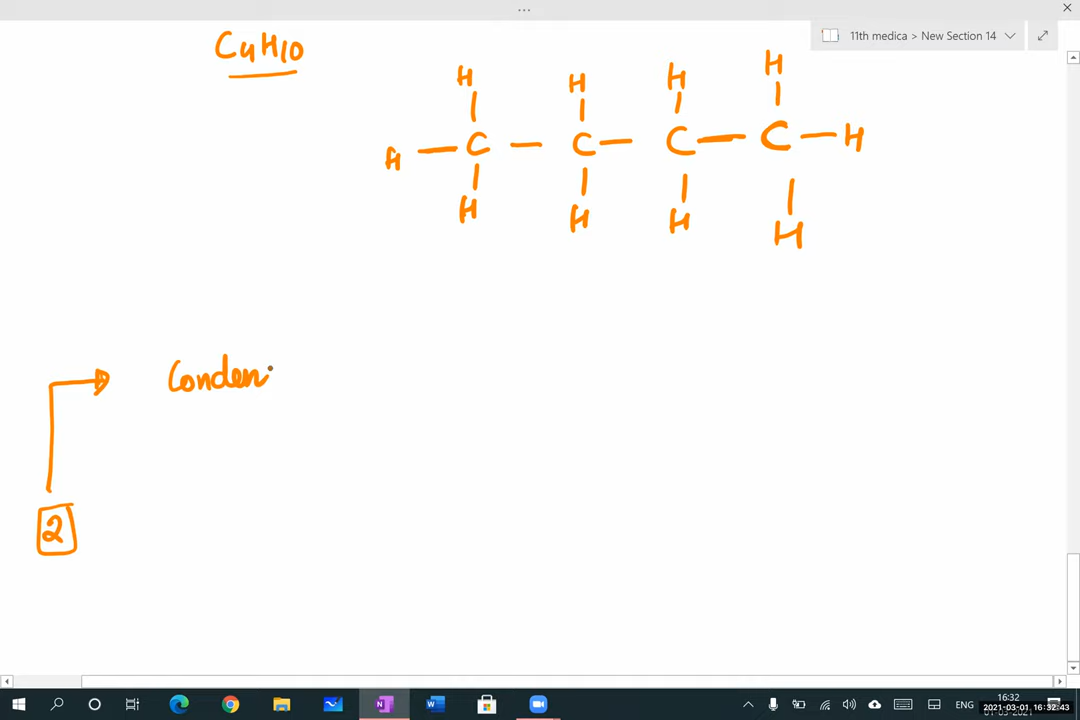 11th medica > New Section 14
C4H10
H H H H
H — C — C — C — C — H
H H H H
Conden
2
16:32
ENG
2021-03-01 16:32:43